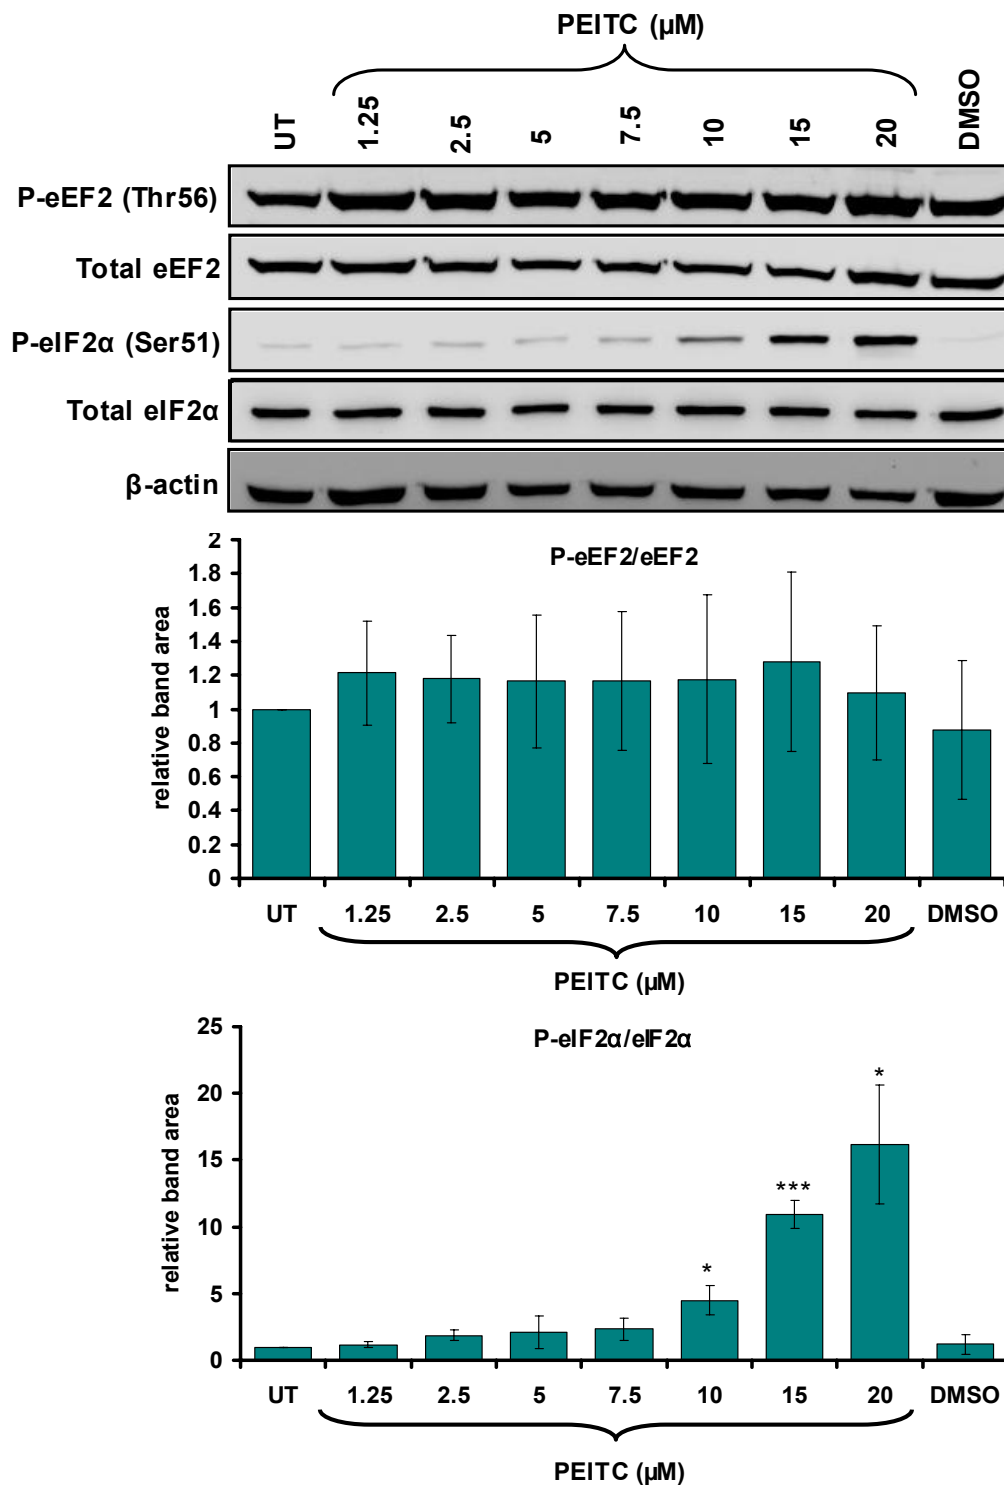 PEITC (µM)
UT 1.25 2.5 5 7.5 10 15 20 DMSO
P-eEF2 (Thr56)
Total eEF2
P-eIF2α (Ser51)
Total eIF2α
β-actin
P-eEF2/eEF2
relative band area
2
1.8
1.6
1.4
1.2
1
0.8
0.6
0.4
0.2
0
UT 1.25 2.5 5 7.5 10 15 20 DMSO
PEITC (µM)
P-eIF2α/eIF2α
relative band area
25
20
15
10
5
0
*
***
*
UT 1.25 2.5 5 7.5 10 15 20 DMSO
PEITC (µM)